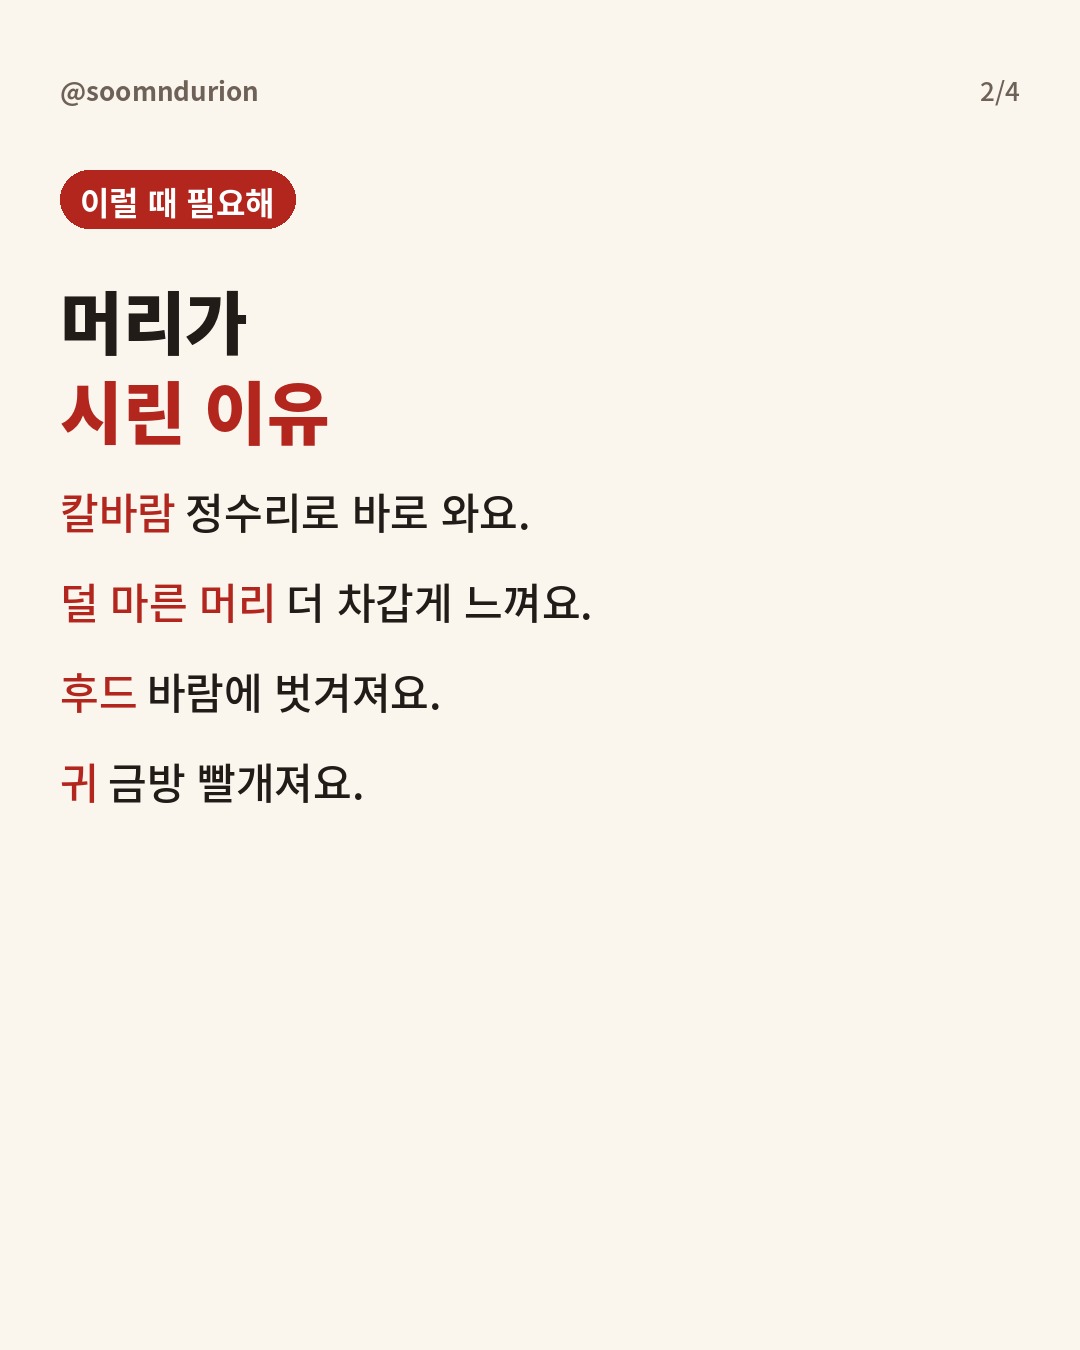 @soomndurion
2/4
이럴 때 필요해
머리가
시린 이유
칼바람 정수리로 바로 와요.
덜 마른 머리 더 차갑게 느껴요.
후드 바람에 벗겨져요.
귀 금방 빨개져요.